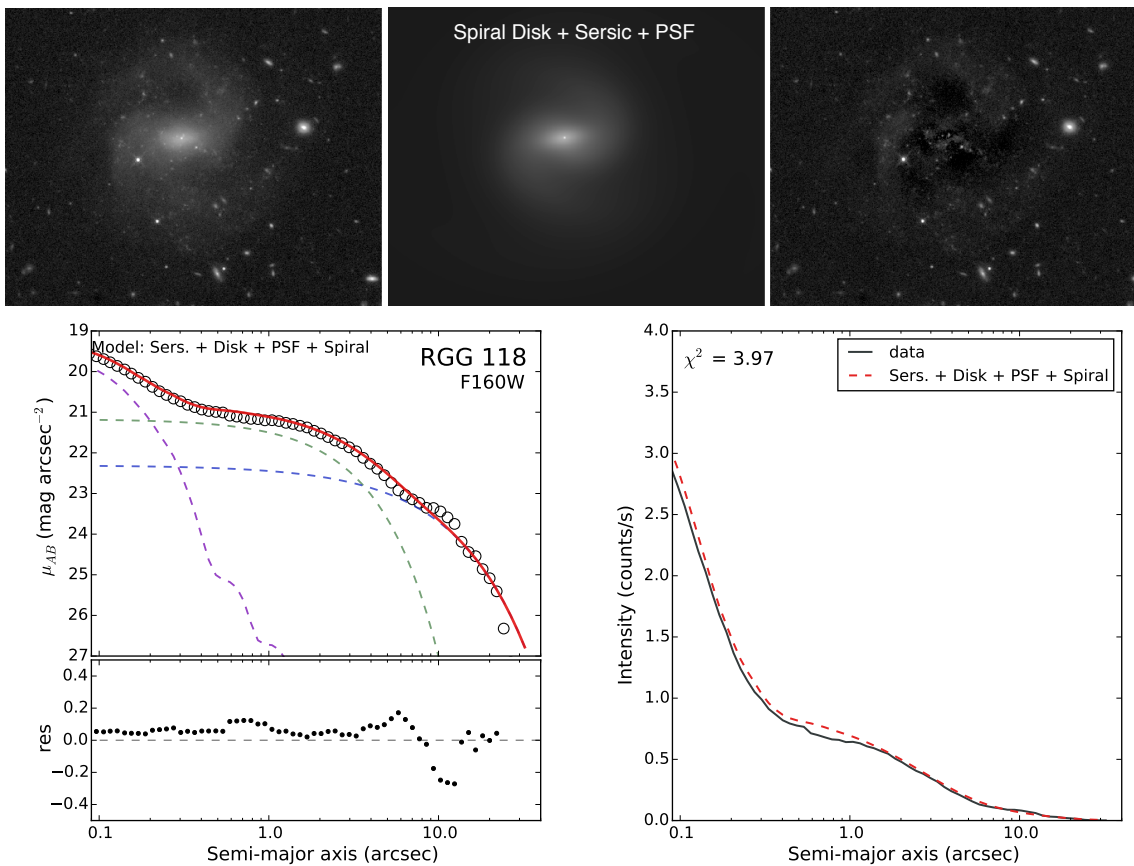 Spiral Disk + Sersic + PSF
Model: Sers. + Disk + PSF + Spiral
RGG 118
F160W
19
20
21
22
23
24
25
26
27
μ_AB (mag arcsec⁻²)
0.4
0.2
0.0
−0.2
−0.4
res
0.1
1.0
10.0
Semi-major axis (arcsec)
χ² = 3.97
data
Sers. + Disk + PSF + Spiral
4.0
3.5
3.0
2.5
2.0
1.5
1.0
0.5
0.0
Intensity (counts/s)
0.1
1.0
10.0
Semi-major axis (arcsec)